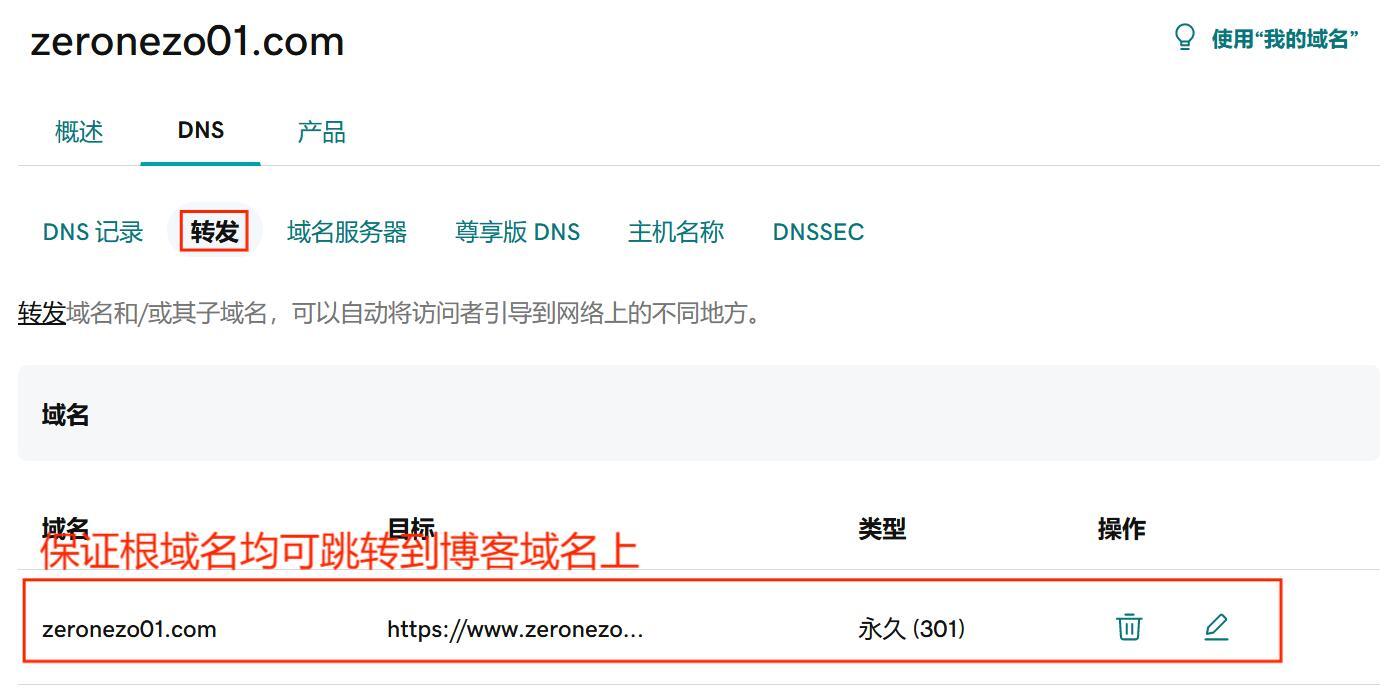 zeronezo01.com
使用“我的域名”
概述 DNS 产品
DNS 记录 转发 域名服务器 尊享版 DNS 主机名称 DNSSEC
转发域名和/或其子域名，可以自动将访问者引导到网络上的不同地方。
域名
域名 目标 类型 操作
保证根域名均可跳转到博客域名上
zeronezo01.com https://www.zeronezo... 永久 (301)